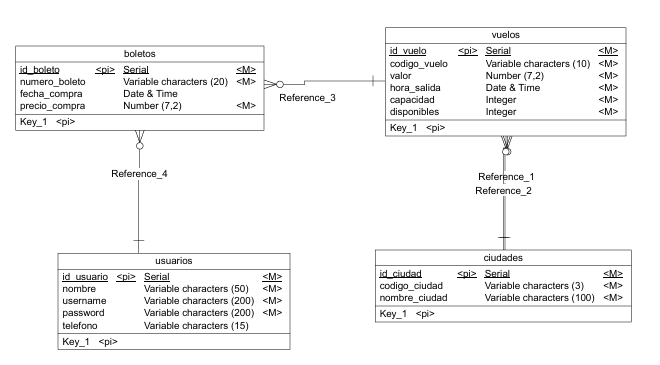 boletos
id_boleto <pi> Serial <M>
numero_boleto Variable characters (20) <M>
fecha_compra Date & Time
precio_compra Number (7,2) <M>
Key_1 <pi>
vuelos
id_vuelo <pi> Serial <M>
codigo_vuelo Variable characters (10) <M>
valor Number (7,2) <M>
hora_salida Date & Time <M>
capacidad Integer <M>
disponibles Integer <M>
Key_1 <pi>
Reference_3
Reference_4
Reference_1
Reference_2
usuarios
id_usuario <pi> Serial <M>
nombre Variable characters (50) <M>
username Variable characters (200) <M>
password Variable characters (200) <M>
telefono Variable characters (15)
Key_1 <pi>
ciudades
id_ciudad <pi> Serial <M>
codigo_ciudad Variable characters (3) <M>
nombre_ciudad Variable characters (100) <M>
Key_1 <pi>